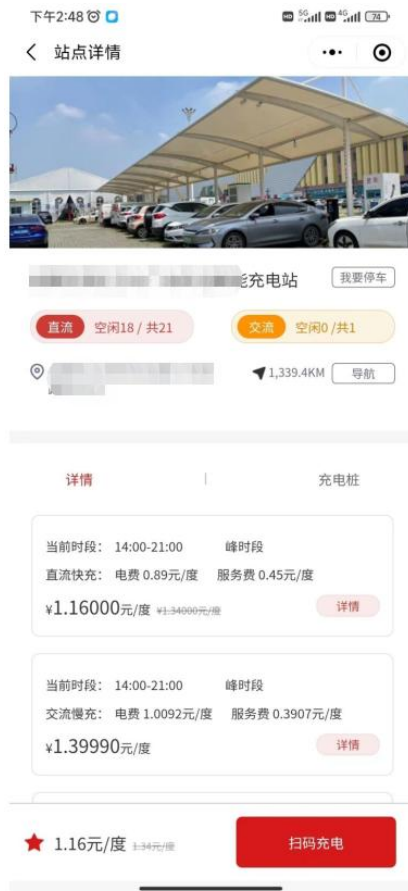 下午2:48
HD 5G HD 4G 74
站点详情
能充电站 我要停车
直流 空闲18 / 共21 交流 空闲0 /共1
1,339.4KM 导航
详情 充电桩
当前时段： 14:00-21:00 峰时段
直流快充： 电费 0.89元/度 服务费 0.45元/度
¥1.16000元/度 ¥1.34000元/度 详情
当前时段： 14:00-21:00 峰时段
交流慢充： 电费 1.0092元/度 服务费 0.3907元/度
¥1.39990元/度 详情
1.16元/度 1.34元/度 扫码充电